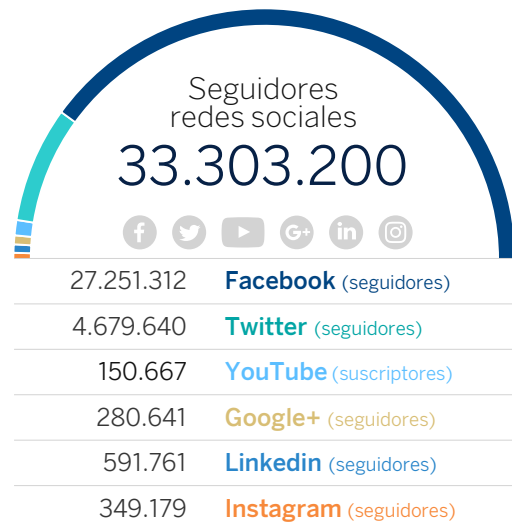 Seguidores
redes sociales
33.303.200
27.251.312 Facebook (seguidores)
4.679.640 Twitter (seguidores)
150.667 YouTube (suscriptores)
280.641 Google+ (seguidores)
591.761 Linkedin (seguidores)
349.179 Instagram (seguidores)